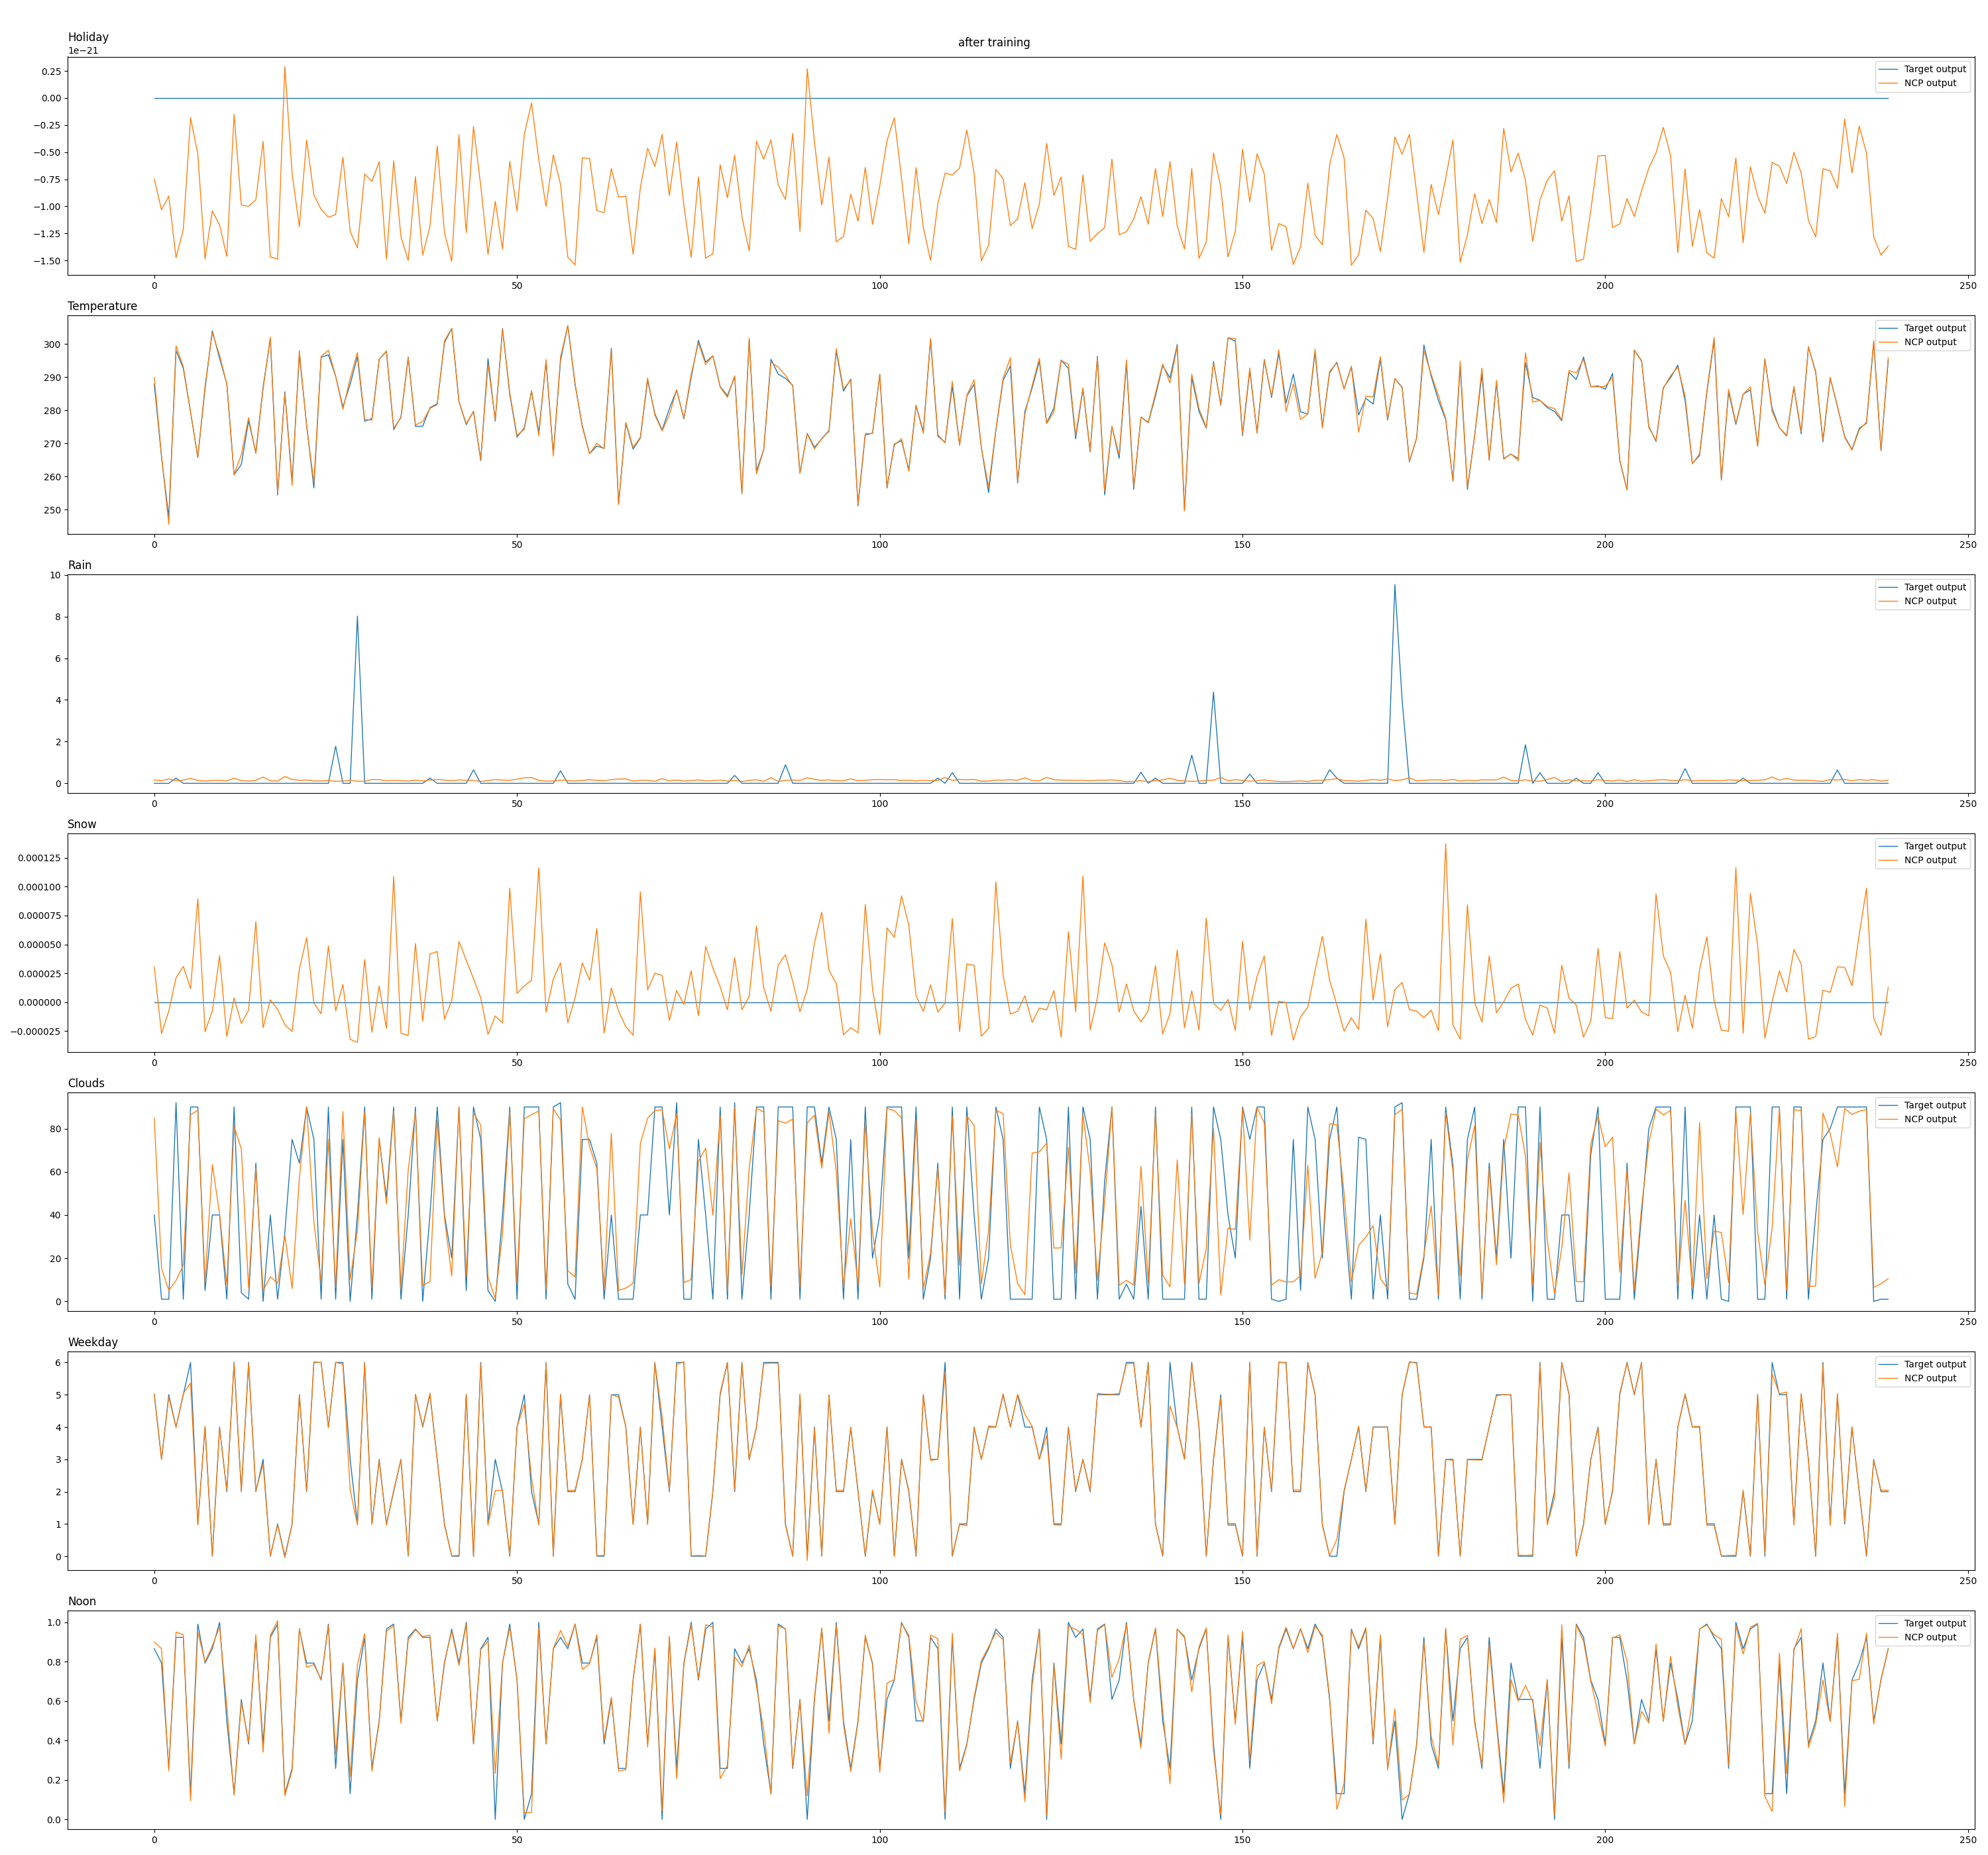 Holiday
1e−21
after training
0.25
0.00
−0.25
−0.50
−0.75
−1.00
−1.25
−1.50
Target output
NCP output
0 50 100 150 200 250
Temperature
300
290
280
270
260
250
Target output
NCP output
0 50 100 150 200 250
Rain
10
8
6
4
2
0
Target output
NCP output
0 50 100 150 200 250
Snow
0.000125
0.000100
0.000075
0.000050
0.000025
0.000000
−0.000025
Target output
NCP output
0 50 100 150 200 250
Clouds
80
60
40
20
0
Target output
NCP output
0 50 100 150 200 250
Weekday
6
5
4
3
2
1
0
Target output
NCP output
0 50 100 150 200 250
Noon
1.0
0.8
0.6
0.4
0.2
0.0
Target output
NCP output
0 50 100 150 200 250